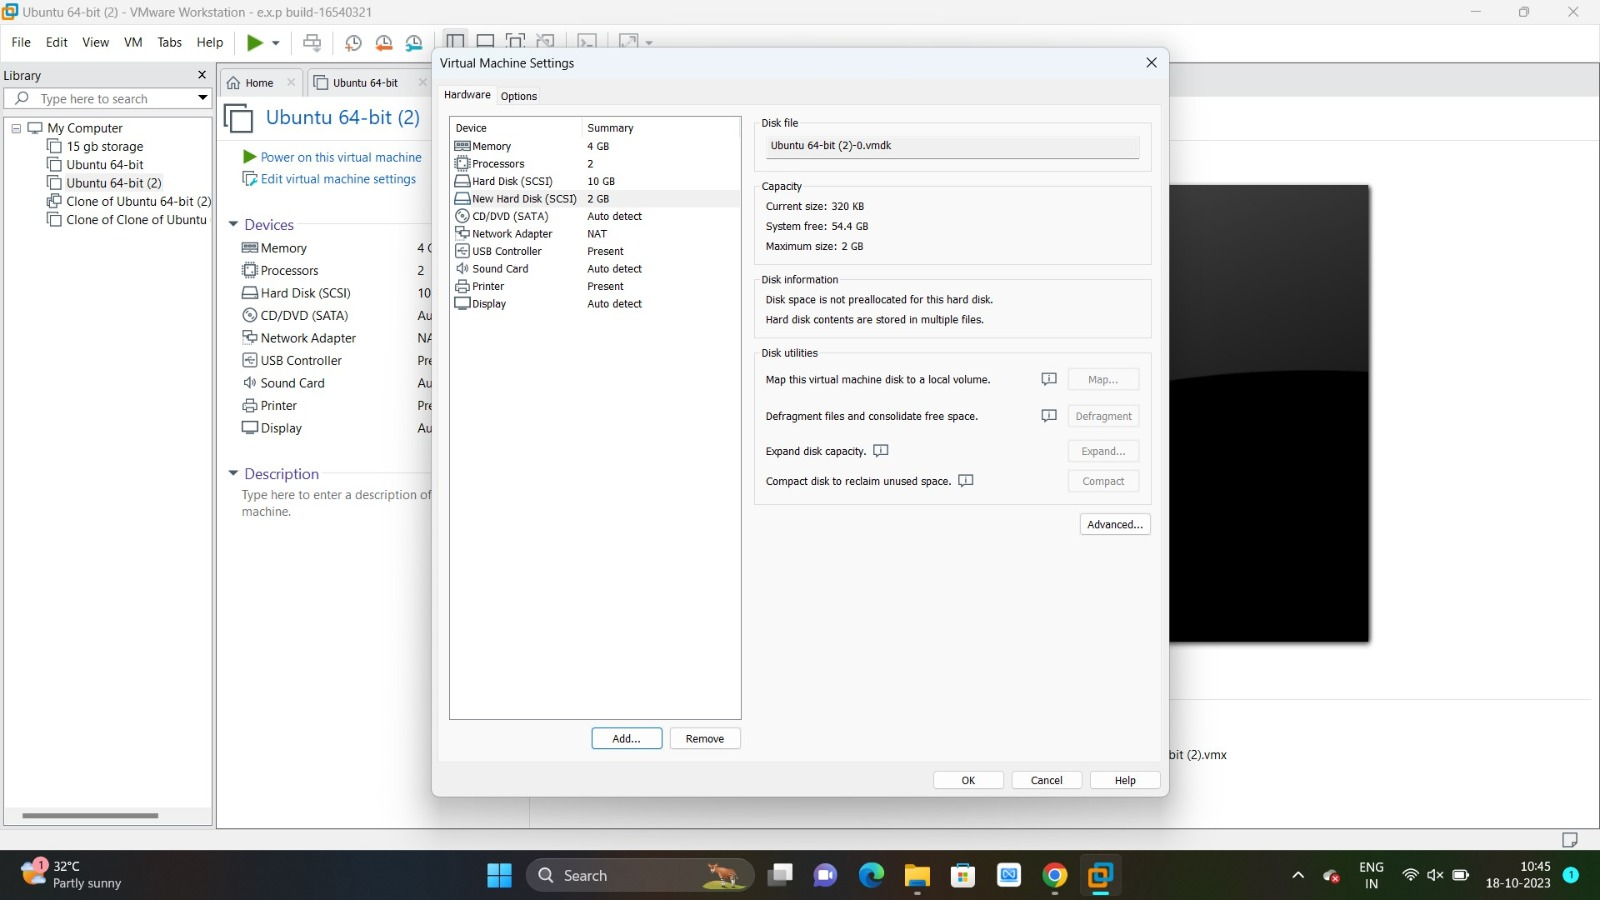 Ubuntu 64-bit (2) - VMware Workstation - e.x.p build-16540321
File Edit View VM Tabs Help
Library
Type here to search
My Computer
15 gb storage
Ubuntu 64-bit
Ubuntu 64-bit (2)
Clone of Ubuntu 64-bit (2)
Clone of Clone of Ubuntu
Home
Ubuntu 64-bit
Ubuntu 64-bit (2)
Power on this virtual machine
Edit virtual machine settings
Devices
Memory 4 G
Processors 2
Hard Disk (SCSI) 10
CD/DVD (SATA) Au
Network Adapter NA
USB Controller Pre
Sound Card Au
Printer Pre
Display Au
Description
Type here to enter a description of
machine.
Virtual Machine Settings
Hardware Options
Device Summary
Memory 4 GB
Processors 2
Hard Disk (SCSI) 10 GB
New Hard Disk (SCSI) 2 GB
CD/DVD (SATA) Auto detect
Network Adapter NAT
USB Controller Present
Sound Card Auto detect
Printer Present
Display Auto detect
Add... Remove
Disk file
Ubuntu 64-bit (2)-0.vmdk
Capacity
Current size: 320 KB
System free: 54.4 GB
Maximum size: 2 GB
Disk information
Disk space is not preallocated for this hard disk.
Hard disk contents are stored in multiple files.
Disk utilities
Map this virtual machine disk to a local volume. Map...
Defragment files and consolidate free space. Defragment
Expand disk capacity. Expand...
Compact disk to reclaim unused space. Compact
Advanced...
OK Cancel Help
bit (2).vmx
1
32°C
Partly sunny
Search
ENG
IN
10:45
18-10-2023
1